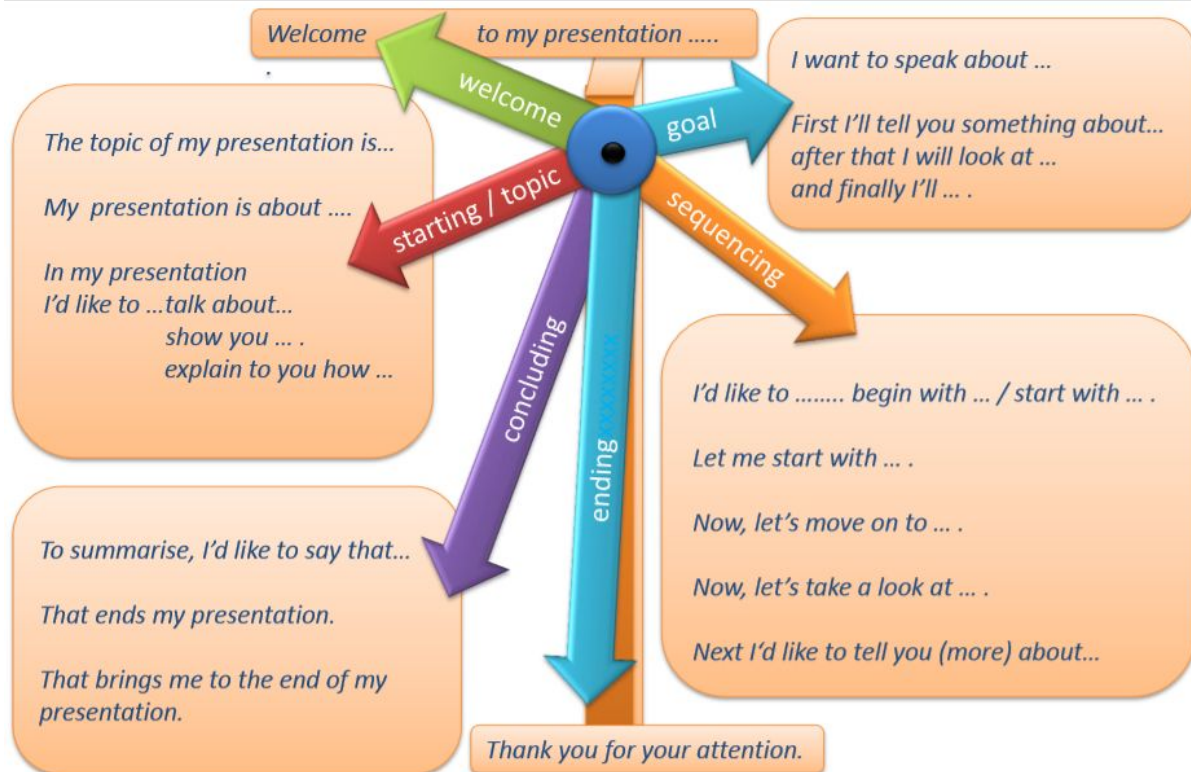 Welcome to my presentation …..
.
welcome
goal
I want to speak about …
First I'll tell you something about…
after that I will look at …
and finally I'll … .
starting / topic
The topic of my presentation is…
My presentation is about ….
In my presentation
I'd like to …talk about…
show you … .
explain to you how …
sequencing
I'd like to …..... begin with … / start with … .
Let me start with … .
Now, let's move on to … .
Now, let's take a look at … .
Next I'd like to tell you (more) about…
concluding
To summarise, I'd like to say that…
That ends my presentation.
That brings me to the end of my
presentation.
endingxxxxxxxx
Thank you for your attention.